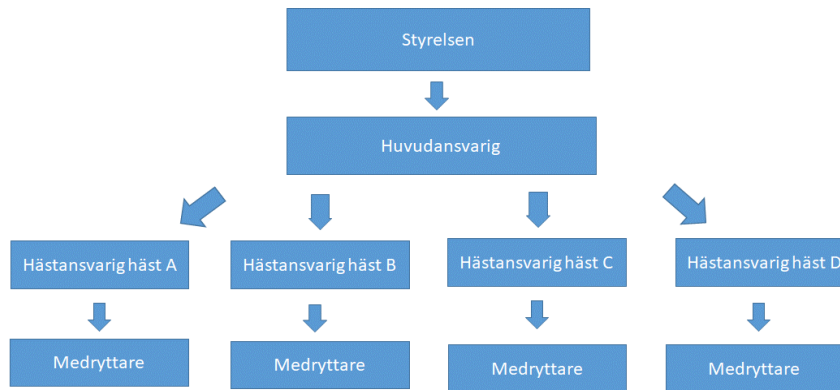 Styrelsen
Huvudansvarig
Hästansvarig häst A
Hästansvarig häst B
Hästansvarig häst C
Hästansvarig häst D
Medryttare
Medryttare
Medryttare
Medryttare